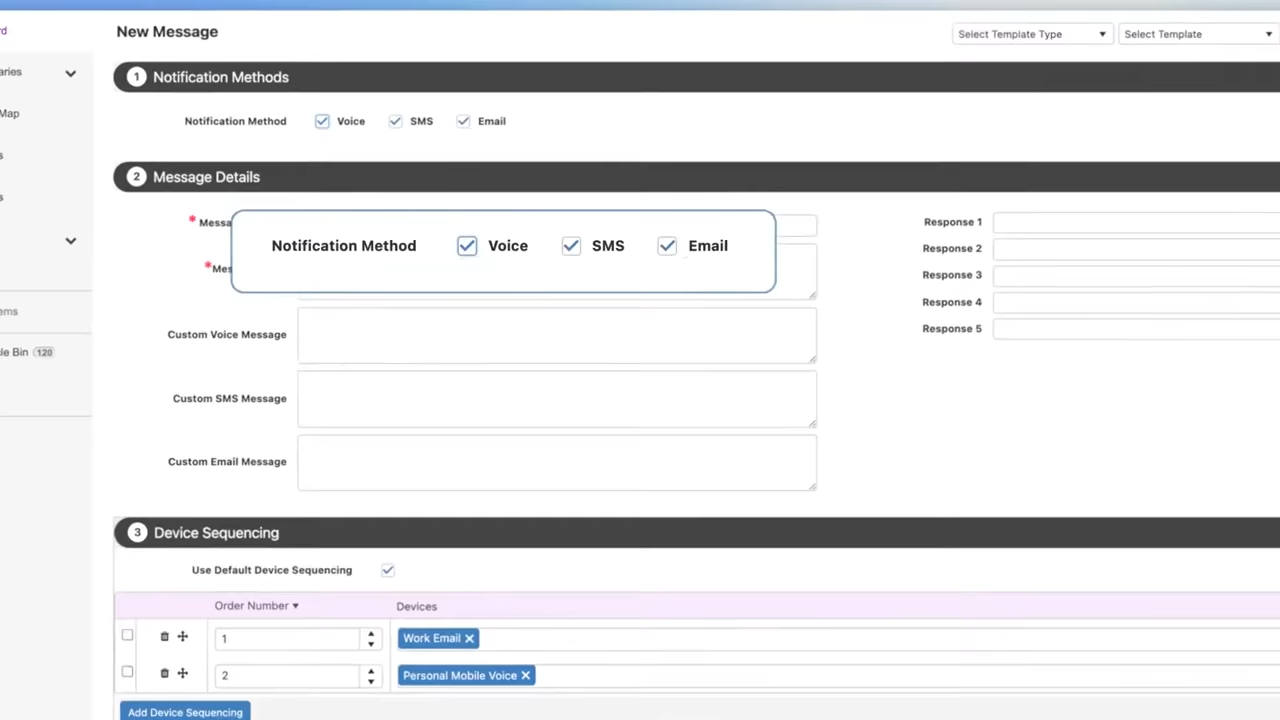 New Message
Select Template Type
Select Template
1 Notification Methods
Map
Notification Method Voice SMS Email
2 Message Details
Response 1
Notification Method Voice SMS Email
Response 2
Response 3
Response 4
Response 5
Custom Voice Message
Bin 120
Custom SMS Message
Custom Email Message
3 Device Sequencing
Use Default Device Sequencing
Order Number Devices
1 Work Email
2 Personal Mobile Voice
Add Device Sequencing